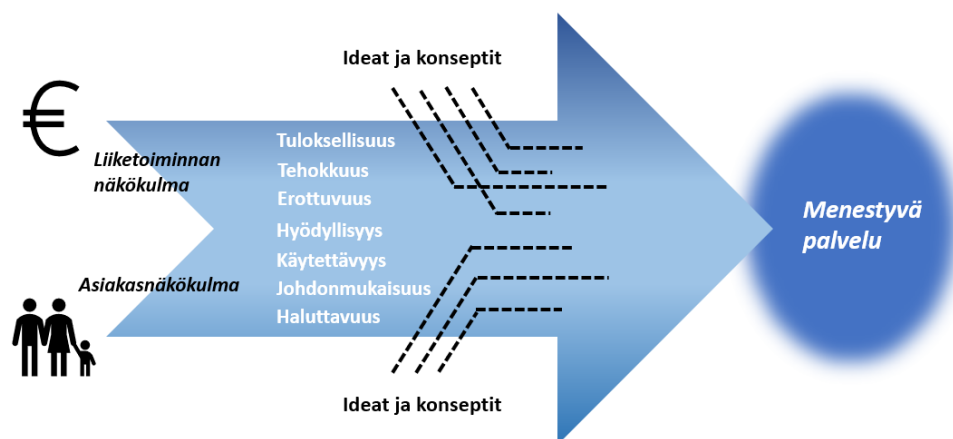 Ideat ja konseptit
€
Liiketoiminnan
näkökulma
Asiakasnäkökulma
Tuloksellisuus
Tehokkuus
Erottuvuus
Hyödyllisyys
Käytettävyys
Johdonmukaisuus
Haluttavuus
Menestyvä
palvelu
Ideat ja konseptit